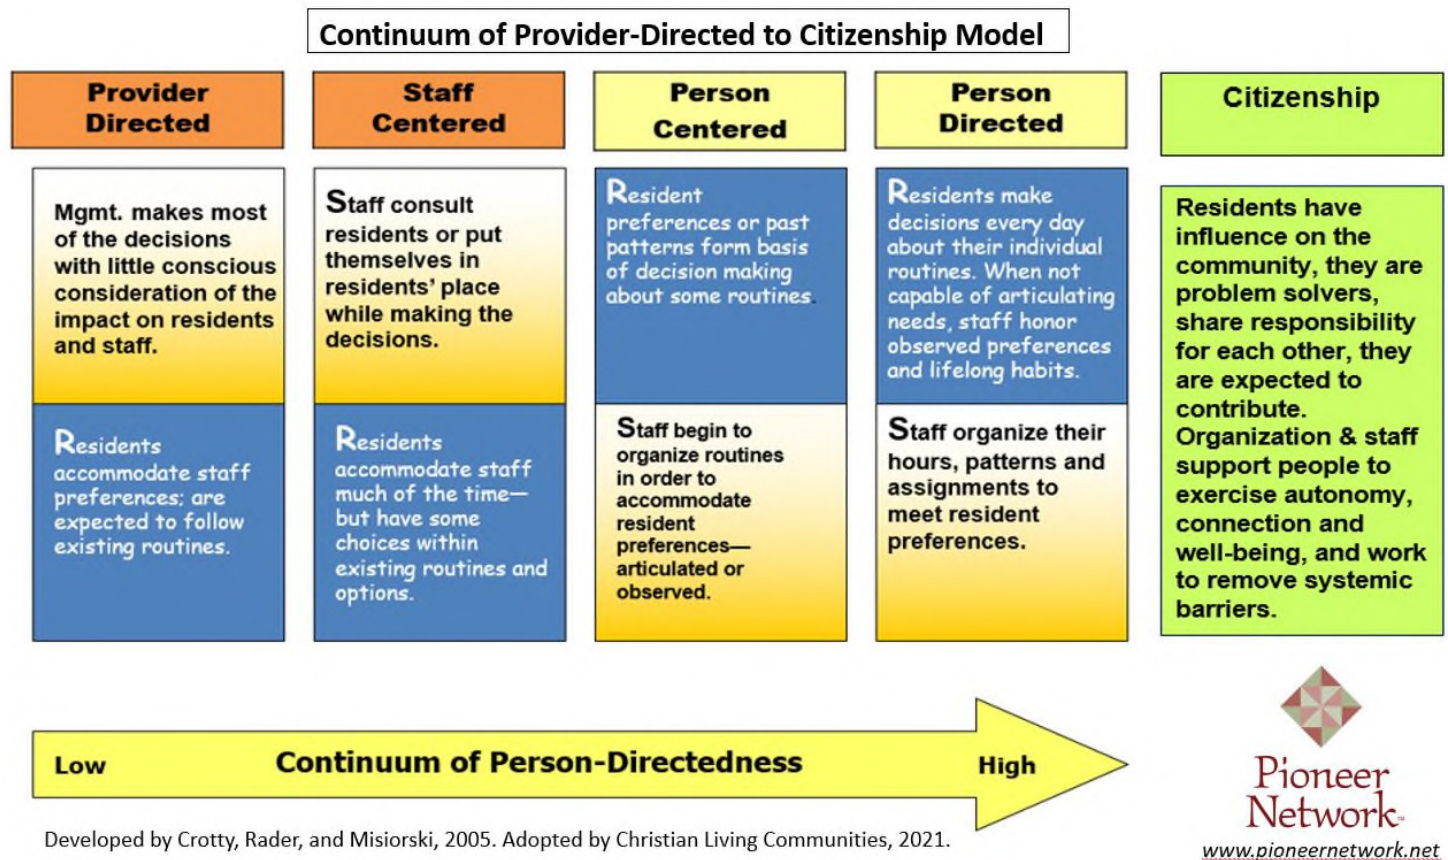 Continuum of Provider-Directed to Citizenship Model
Provider
Directed
Mgmt. makes most
of the decisions
with little conscious
consideration of the
impact on residents
and staff.
Residents
accommodate staff
preferences; are
expected to follow
existing routines.
Staff
Centered
Staff consult
residents or put
themselves in
residents' place
while making the
decisions.
Residents
accommodate staff
much of the time—
but have some
choices within
existing routines and
options.
Person
Centered
Resident
preferences or past
patterns form basis
of decision making
about some routines.
Staff begin to
organize routines
in order to
accommodate
resident
preferences—
articulated or
observed.
Person
Directed
Residents make
decisions every day
about their individual
routines. When not
capable of articulating
needs, staff honor
observed preferences
and lifelong habits.
Staff organize their
hours, patterns and
assignments to
meet resident
preferences.
Citizenship
Residents have
influence on the
community, they are
problem solvers,
share responsibility
for each other, they
are expected to
contribute.
Organization & staff
support people to
exercise autonomy,
connection and
well-being, and work
to remove systemic
barriers.
Low Continuum of Person-Directedness High
Developed by Crotty, Rader, and Misiorski, 2005. Adopted by Christian Living Communities, 2021.
Pioneer
Network™
www.pioneernetwork.net